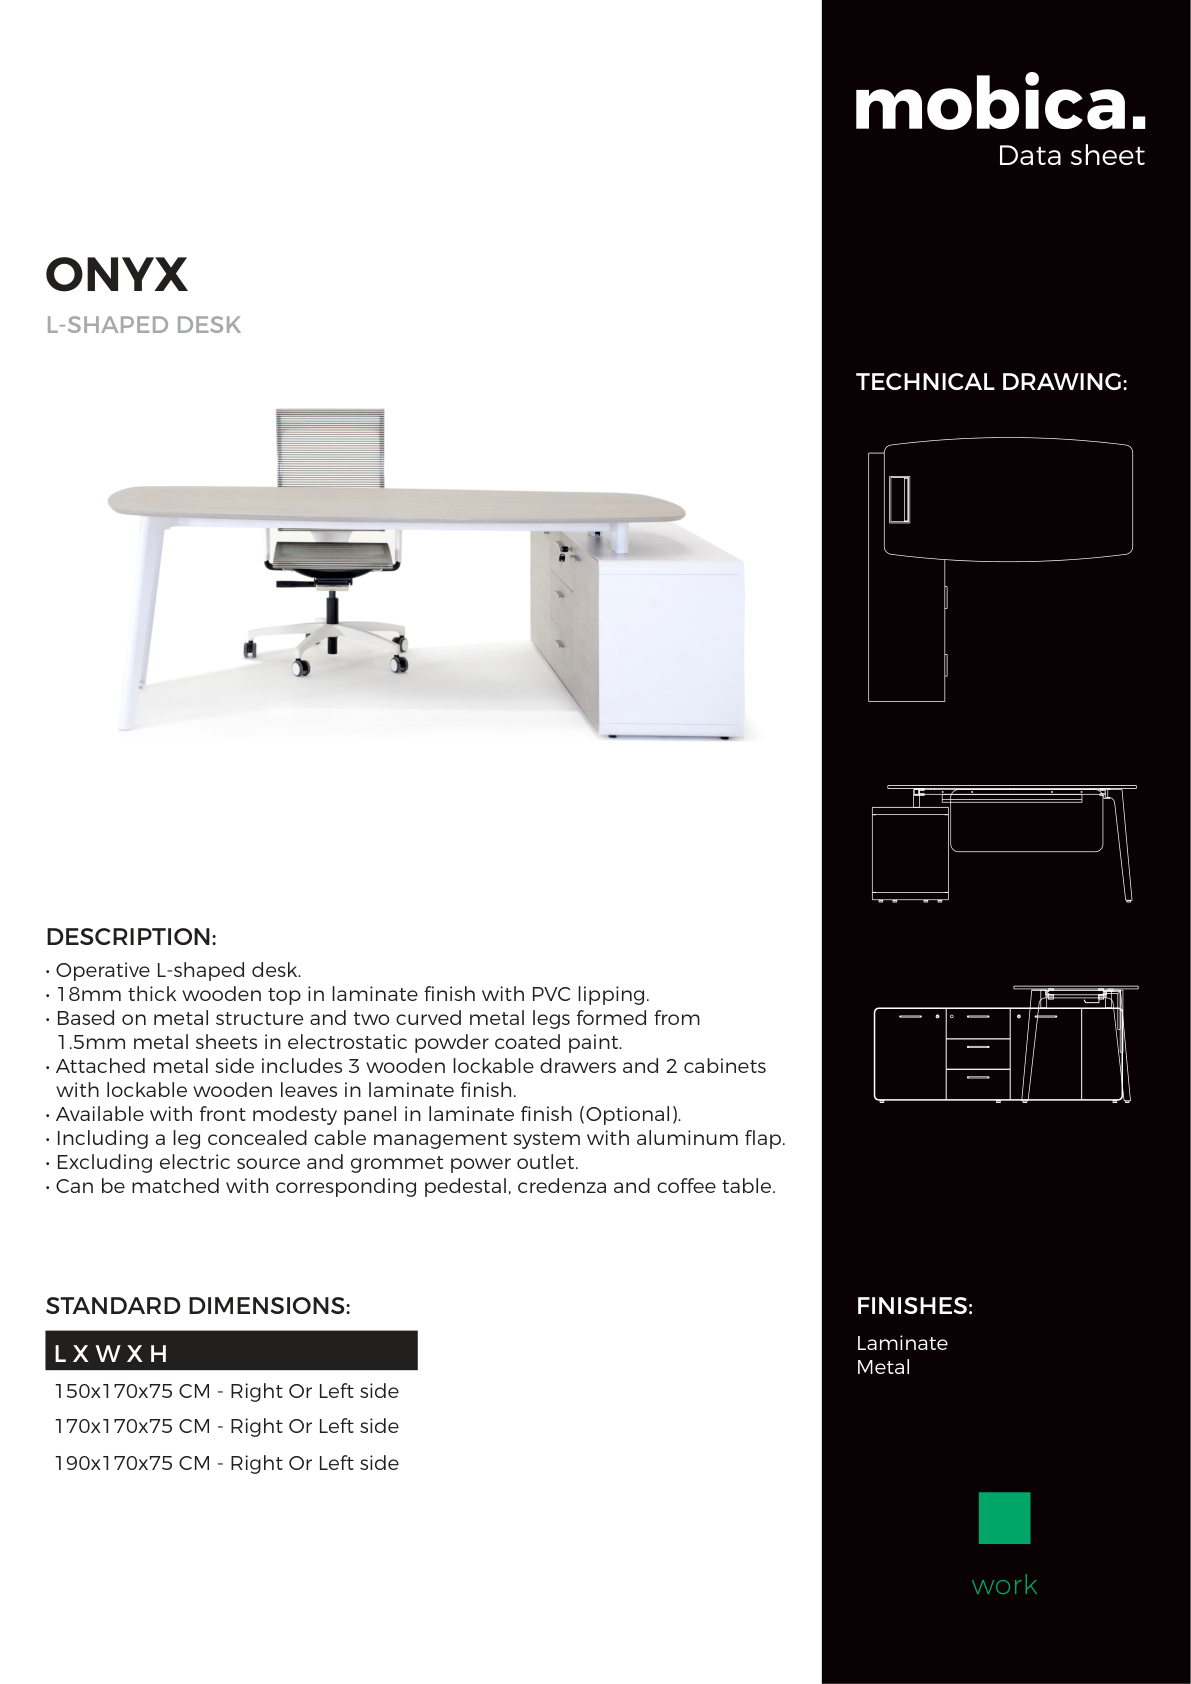 mobica.
Data sheet
ONYX
L-SHAPED DESK
TECHNICAL DRAWING:
DESCRIPTION:
• Operative L-shaped desk.
• 18mm thick wooden top in laminate finish with PVC lipping.
• Based on metal structure and two curved metal legs formed from
1.5mm metal sheets in electrostatic powder coated paint.
• Attached metal side includes 3 wooden lockable drawers and 2 cabinets
with lockable wooden leaves in laminate finish.
• Available with front modesty panel in laminate finish (Optional).
• Including a leg concealed cable management system with aluminum flap.
• Excluding electric source and grommet power outlet.
• Can be matched with corresponding pedestal, credenza and coffee table.
STANDARD DIMENSIONS:
L X W X H
150x170x75 CM - Right Or Left side
170x170x75 CM - Right Or Left side
190x170x75 CM - Right Or Left side
FINISHES:
Laminate
Metal
work